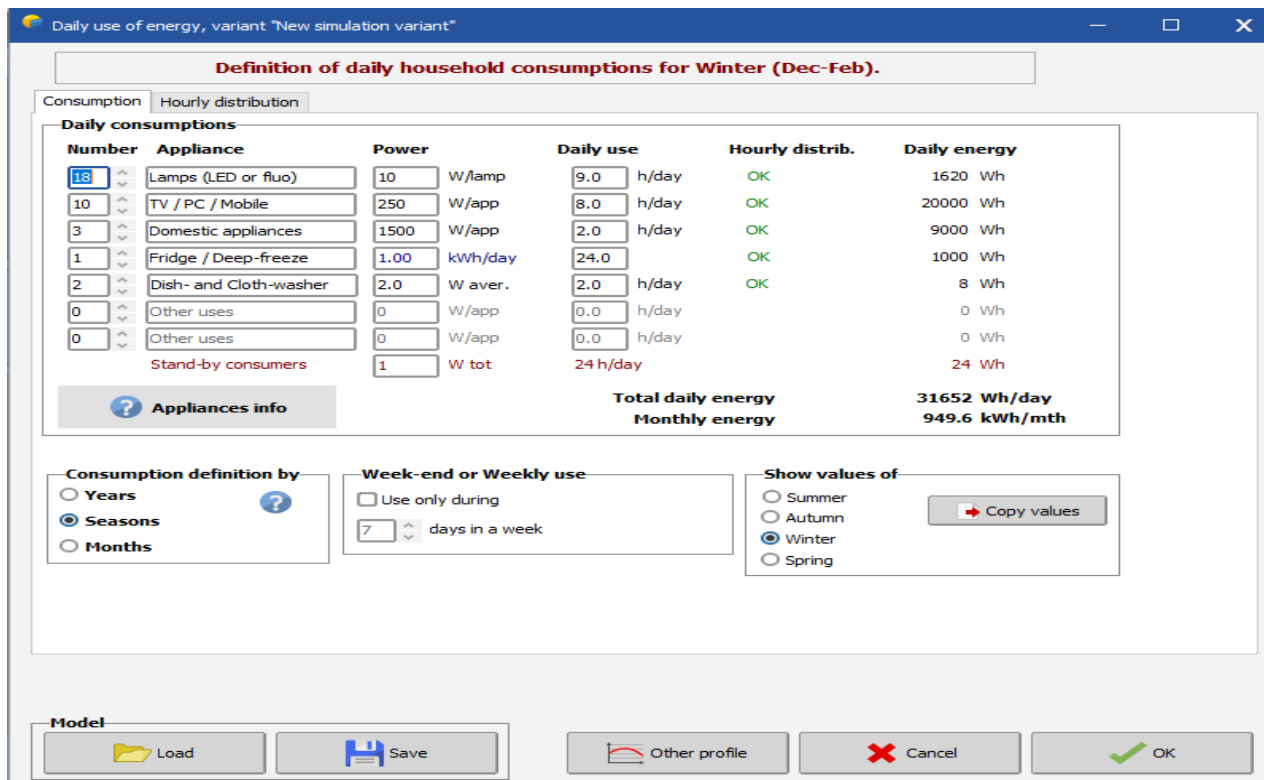 Daily use of energy, variant "New simulation variant"
Definition of daily household consumptions for Winter (Dec-Feb).
Consumption Hourly distribution
Daily consumptions
Number Appliance Power Daily use Hourly distrib. Daily energy
18 Lamps (LED or fluo) 10 W/lamp 9.0 h/day OK 1620 Wh
10 TV / PC / Mobile 250 W/app 8.0 h/day OK 20000 Wh
3 Domestic appliances 1500 W/app 2.0 h/day OK 9000 Wh
1 Fridge / Deep-freeze 1.00 kWh/day 24.0 OK 1000 Wh
2 Dish- and Cloth-washer 2.0 W aver. 2.0 h/day OK 8 Wh
0 Other uses 0 W/app 0.0 h/day 0 Wh
0 Other uses 0 W/app 0.0 h/day 0 Wh
Stand-by consumers 1 W tot 24 h/day 24 Wh
? Appliances info
Total daily energy 31652 Wh/day
Monthly energy 949.6 kWh/mth
Consumption definition by
Years
?
Seasons
Months
Week-end or Weekly use
Use only during
7 days in a week
Show values of
Summer
Autumn
Winter
Spring
Copy values
Model
Load Save Other profile Cancel OK